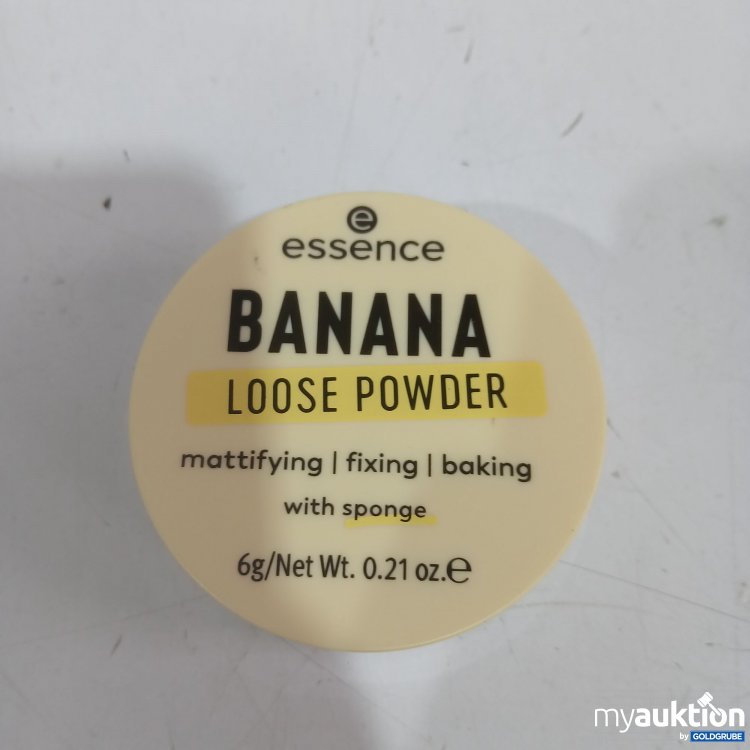 e
essence
BANANA
LOOSE POWDER
mattifying | fixing | baking
with sponge
6g/Net Wt. 0.21 oz.℮
myauktion
by GOLDGRUBE